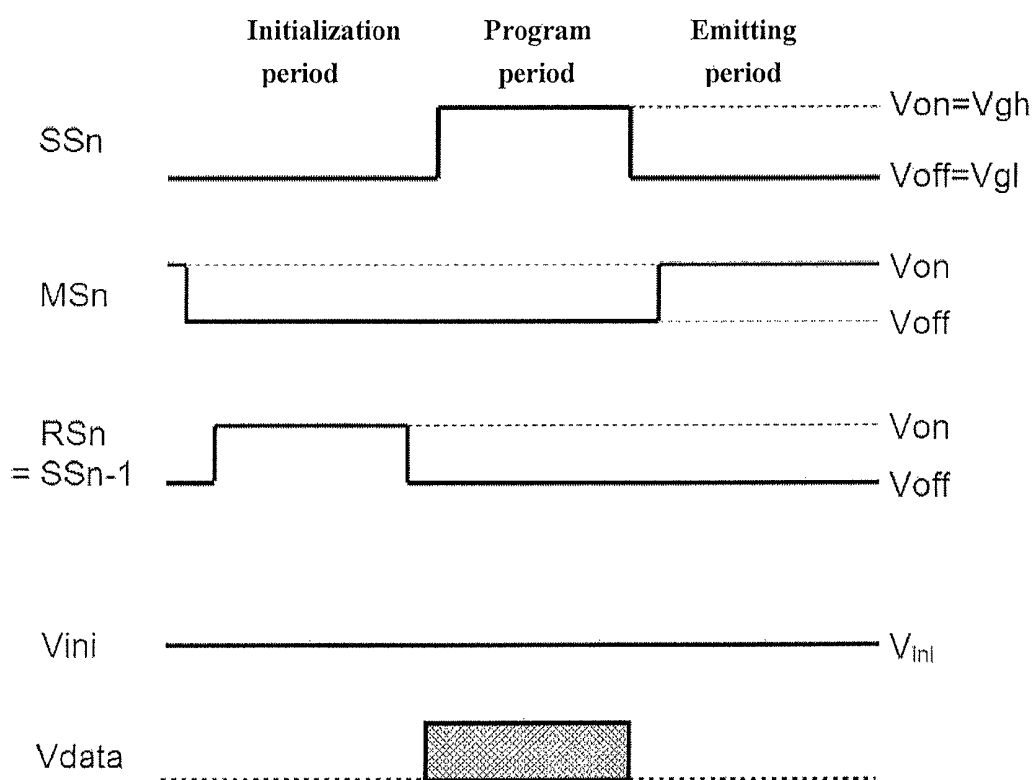 Initialization period
Program period
Emitting period
SSn
Von=Vgh
Voff=Vgl
MSn
Von
Voff
RSn
= SSn-1
Von
Voff
Vini
Vini
Vdata